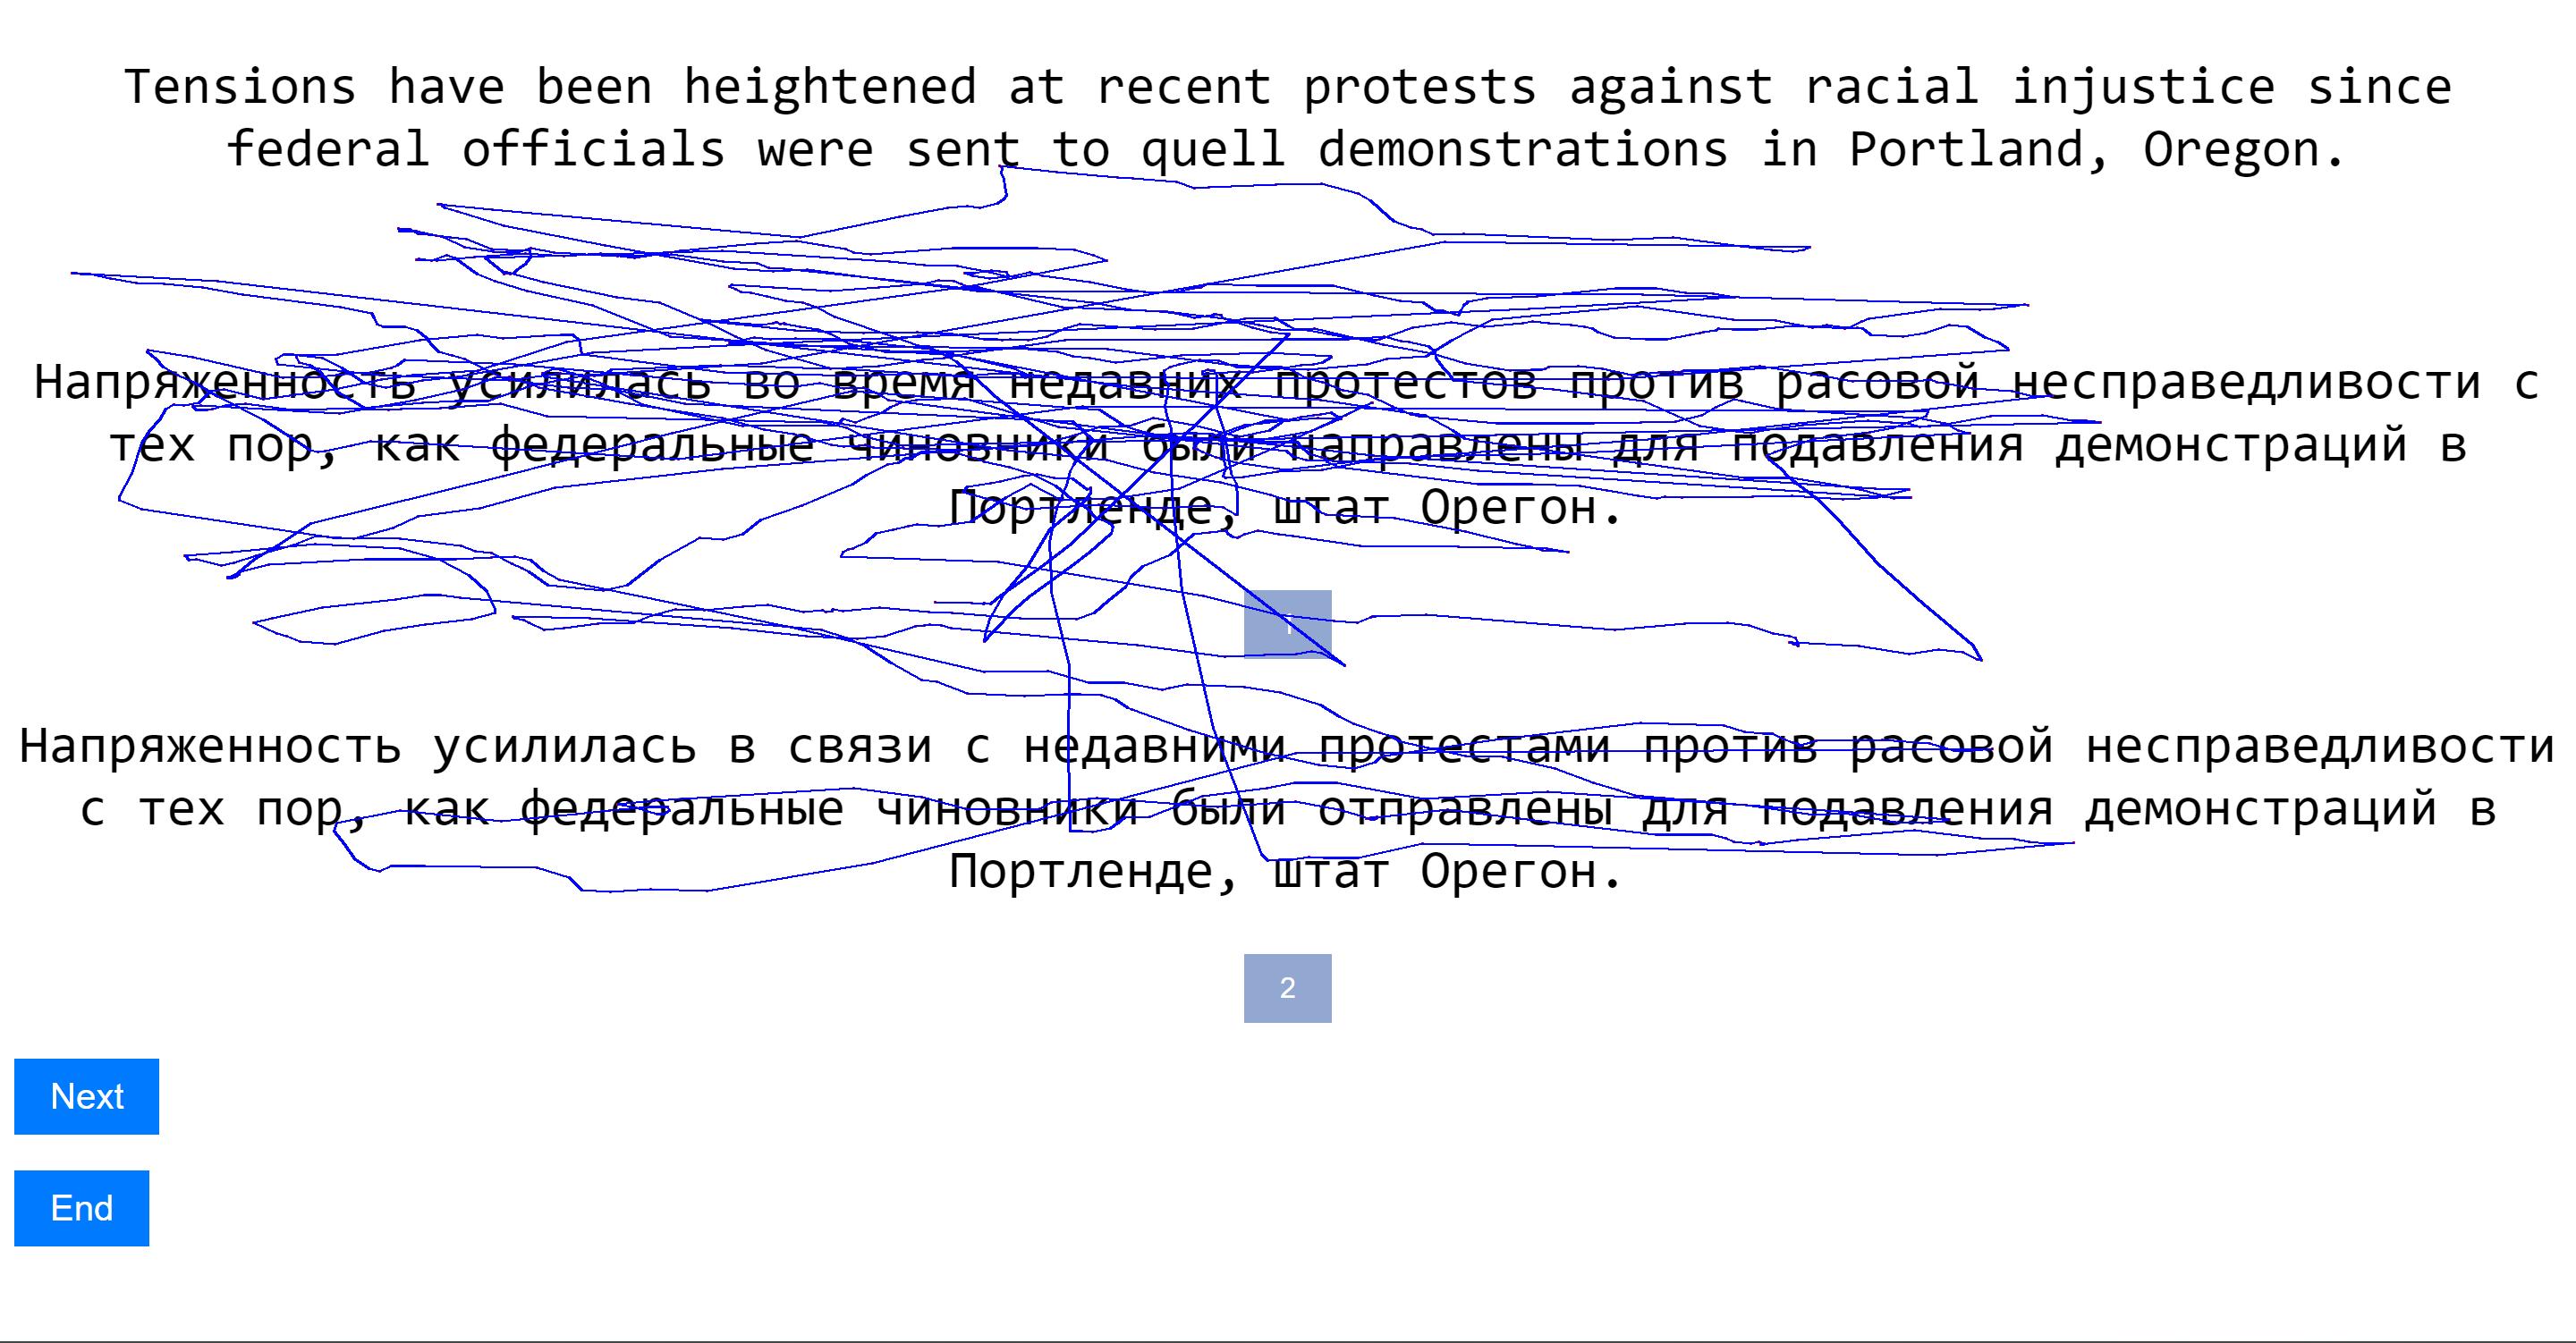 Tensions have been heightened at recent protests against racial injustice since
federal officials were sent to quell demonstrations in Portland, Oregon.
Напряженность усилилась во время недавних протестов против расовой несправедливости с
тех пор, как федеральные чиновники были направлены для подавления демонстраций в
Портленде, штат Орегон.
1
Напряженность усилилась в связи с недавними протестами против расовой несправедливости
с тех пор, как федеральные чиновники были отправлены для подавления демонстраций в
Портленде, штат Орегон.
2
Next
End